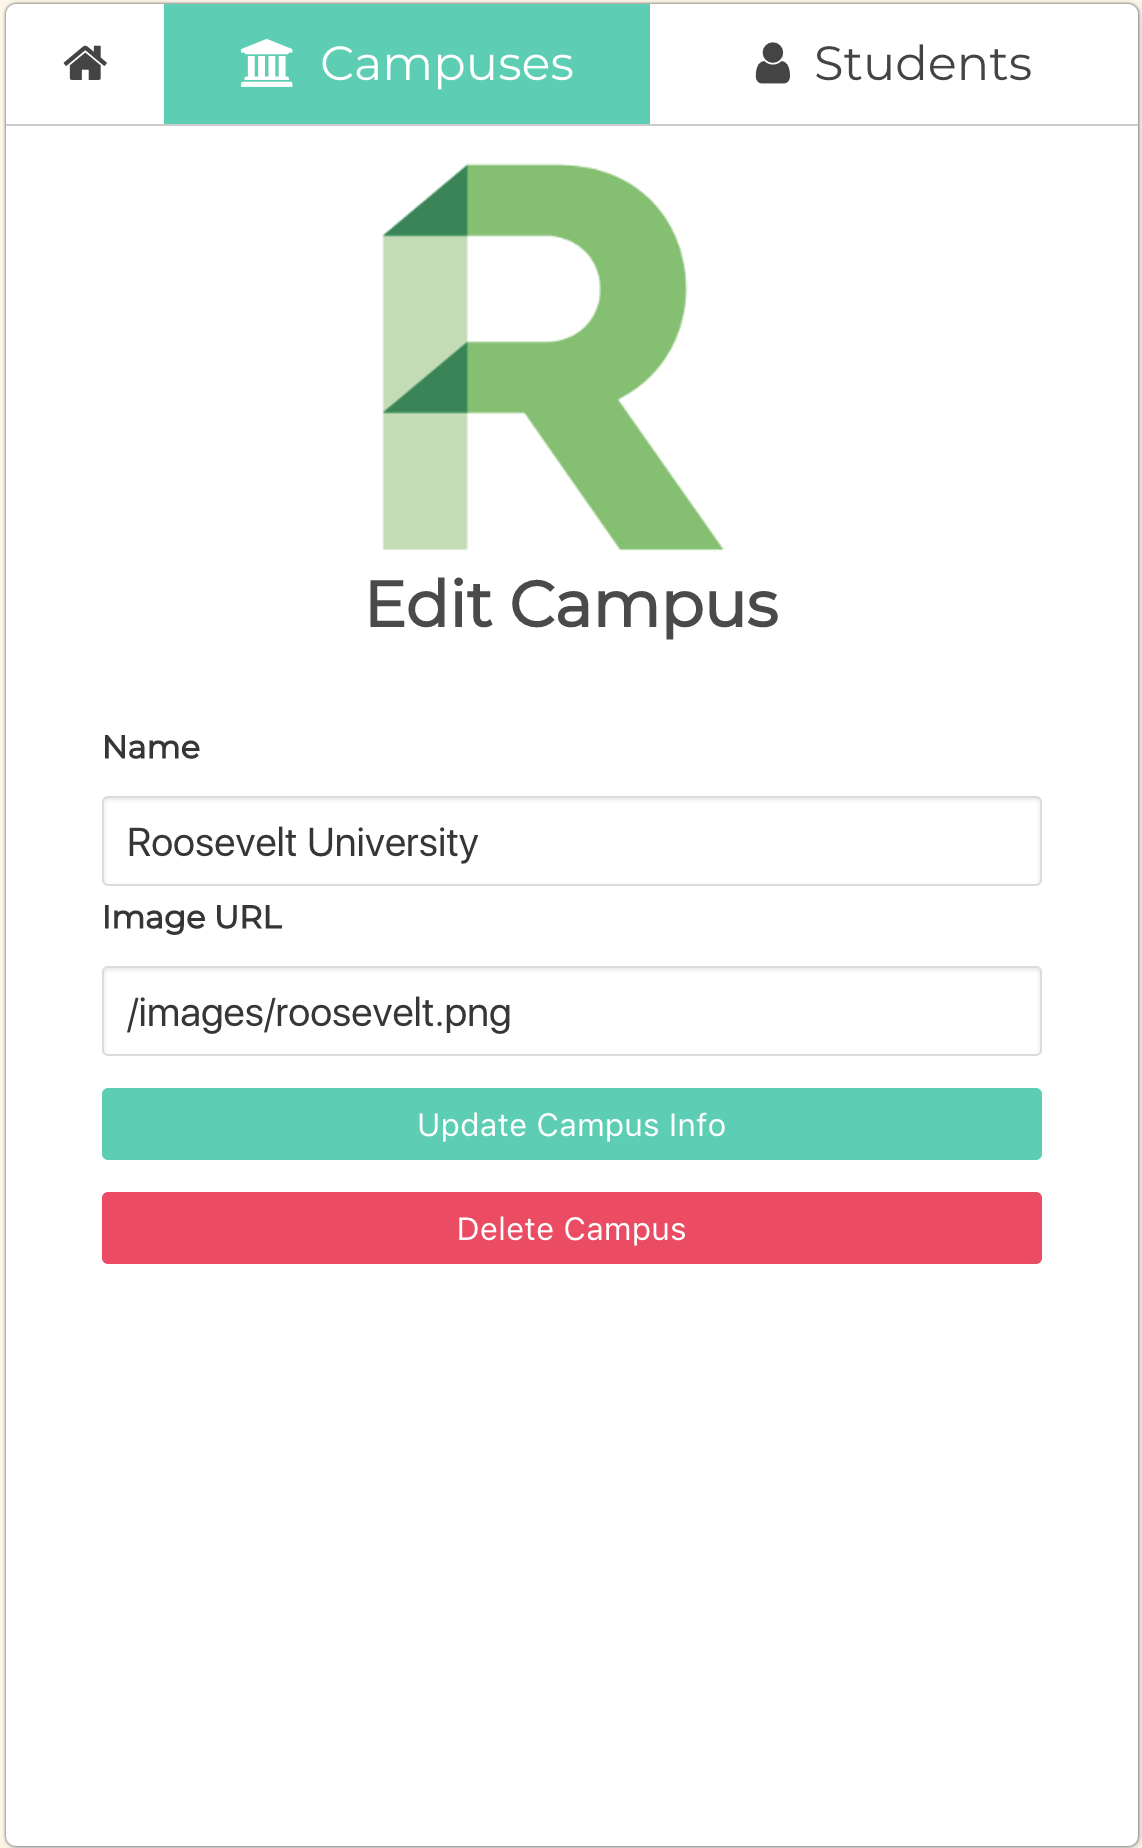 Campuses
Students
R
Edit Campus
Name
Roosevelt University
Image URL
/images/roosevelt.png
Update Campus Info
Delete Campus